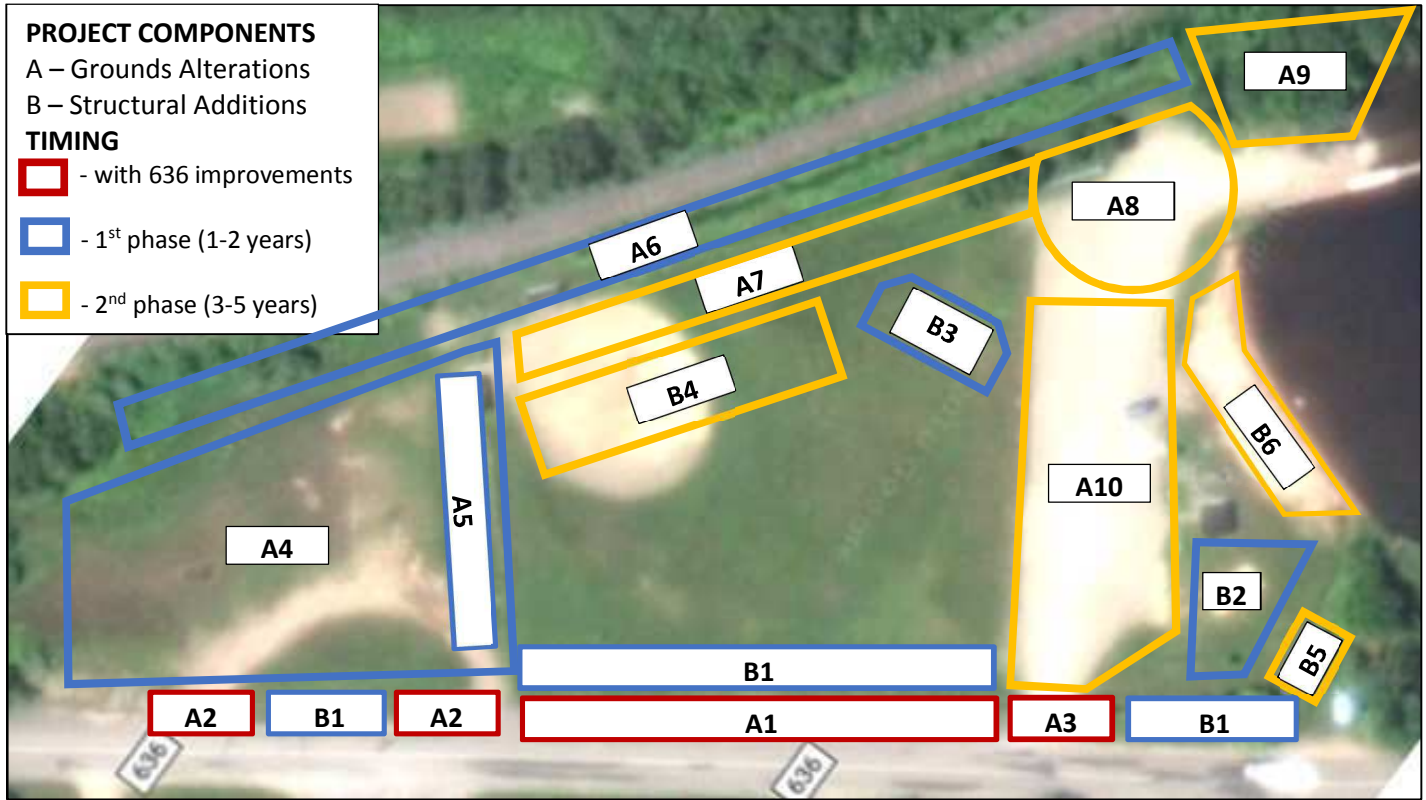 PROJECT COMPONENTS
A – Grounds Alterations
B – Structural Additions
TIMING
- with 636 improvements
- 1st phase (1-2 years)
- 2nd phase (3-5 years)
A9
A8
A6
A7
B3
B4
B6
A10
A5
A4
B2
B5
B1
A2
B1
A2
A1
A3
B1
636
636